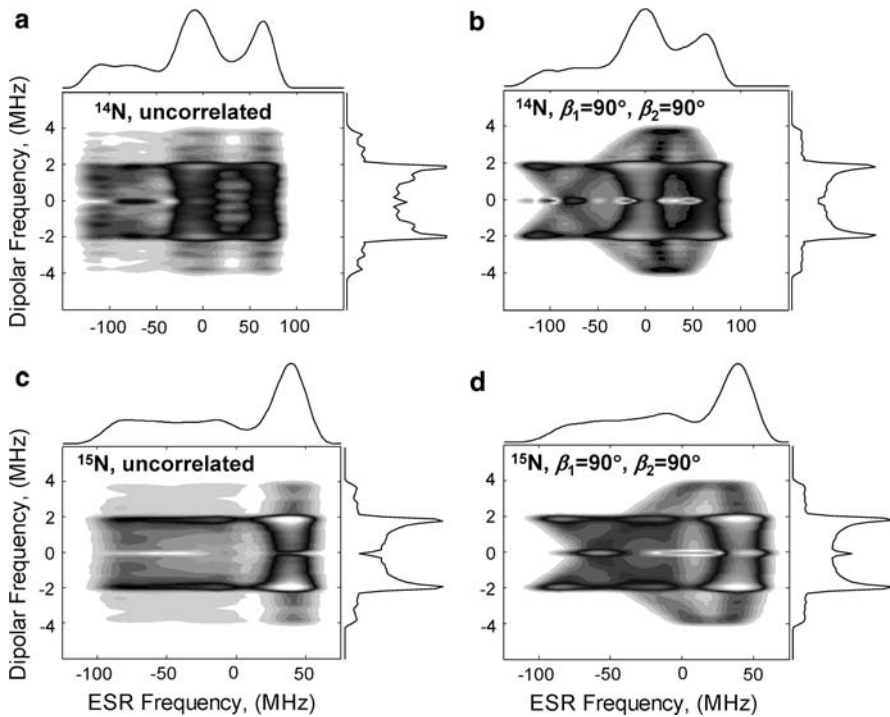 a
b
¹⁴N, uncorrelated
¹⁴N, β₁=90°, β₂=90°
Dipolar Frequency, (MHz)
4
2
0
-2
-4
4
2
0
-2
-4
-100 -50 0 50 100
-100 -50 0 50 100
c
d
¹⁵N, uncorrelated
¹⁵N, β₁=90°, β₂=90°
Dipolar Frequency, (MHz)
4
2
0
-2
-4
4
2
0
-2
-4
-100 -50 0 50
-100 -50 0 50
ESR Frequency, (MHz)
ESR Frequency, (MHz)